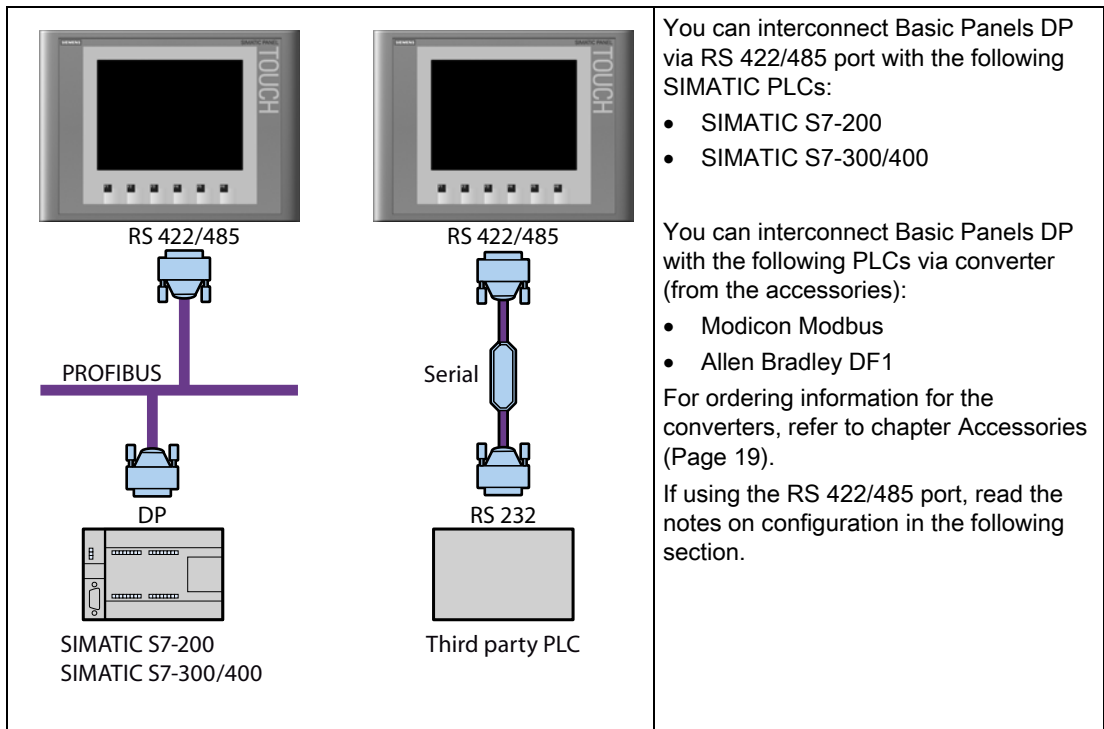 SIEMENS
SIMATIC PANEL
TOUCH
SIEMENS
SIMATIC PANEL
TOUCH
RS 422/485
RS 422/485
PROFIBUS
Serial
DP
RS 232
SIMATIC S7-200
SIMATIC S7-300/400
Third party PLC
You can interconnect Basic Panels DP
via RS 422/485 port with the following
SIMATIC PLCs:
• SIMATIC S7-200
• SIMATIC S7-300/400
You can interconnect Basic Panels DP
with the following PLCs via converter
(from the accessories):
• Modicon Modbus
• Allen Bradley DF1
For ordering information for the
converters, refer to chapter Accessories
(Page 19).
If using the RS 422/485 port, read the
notes on configuration in the following
section.